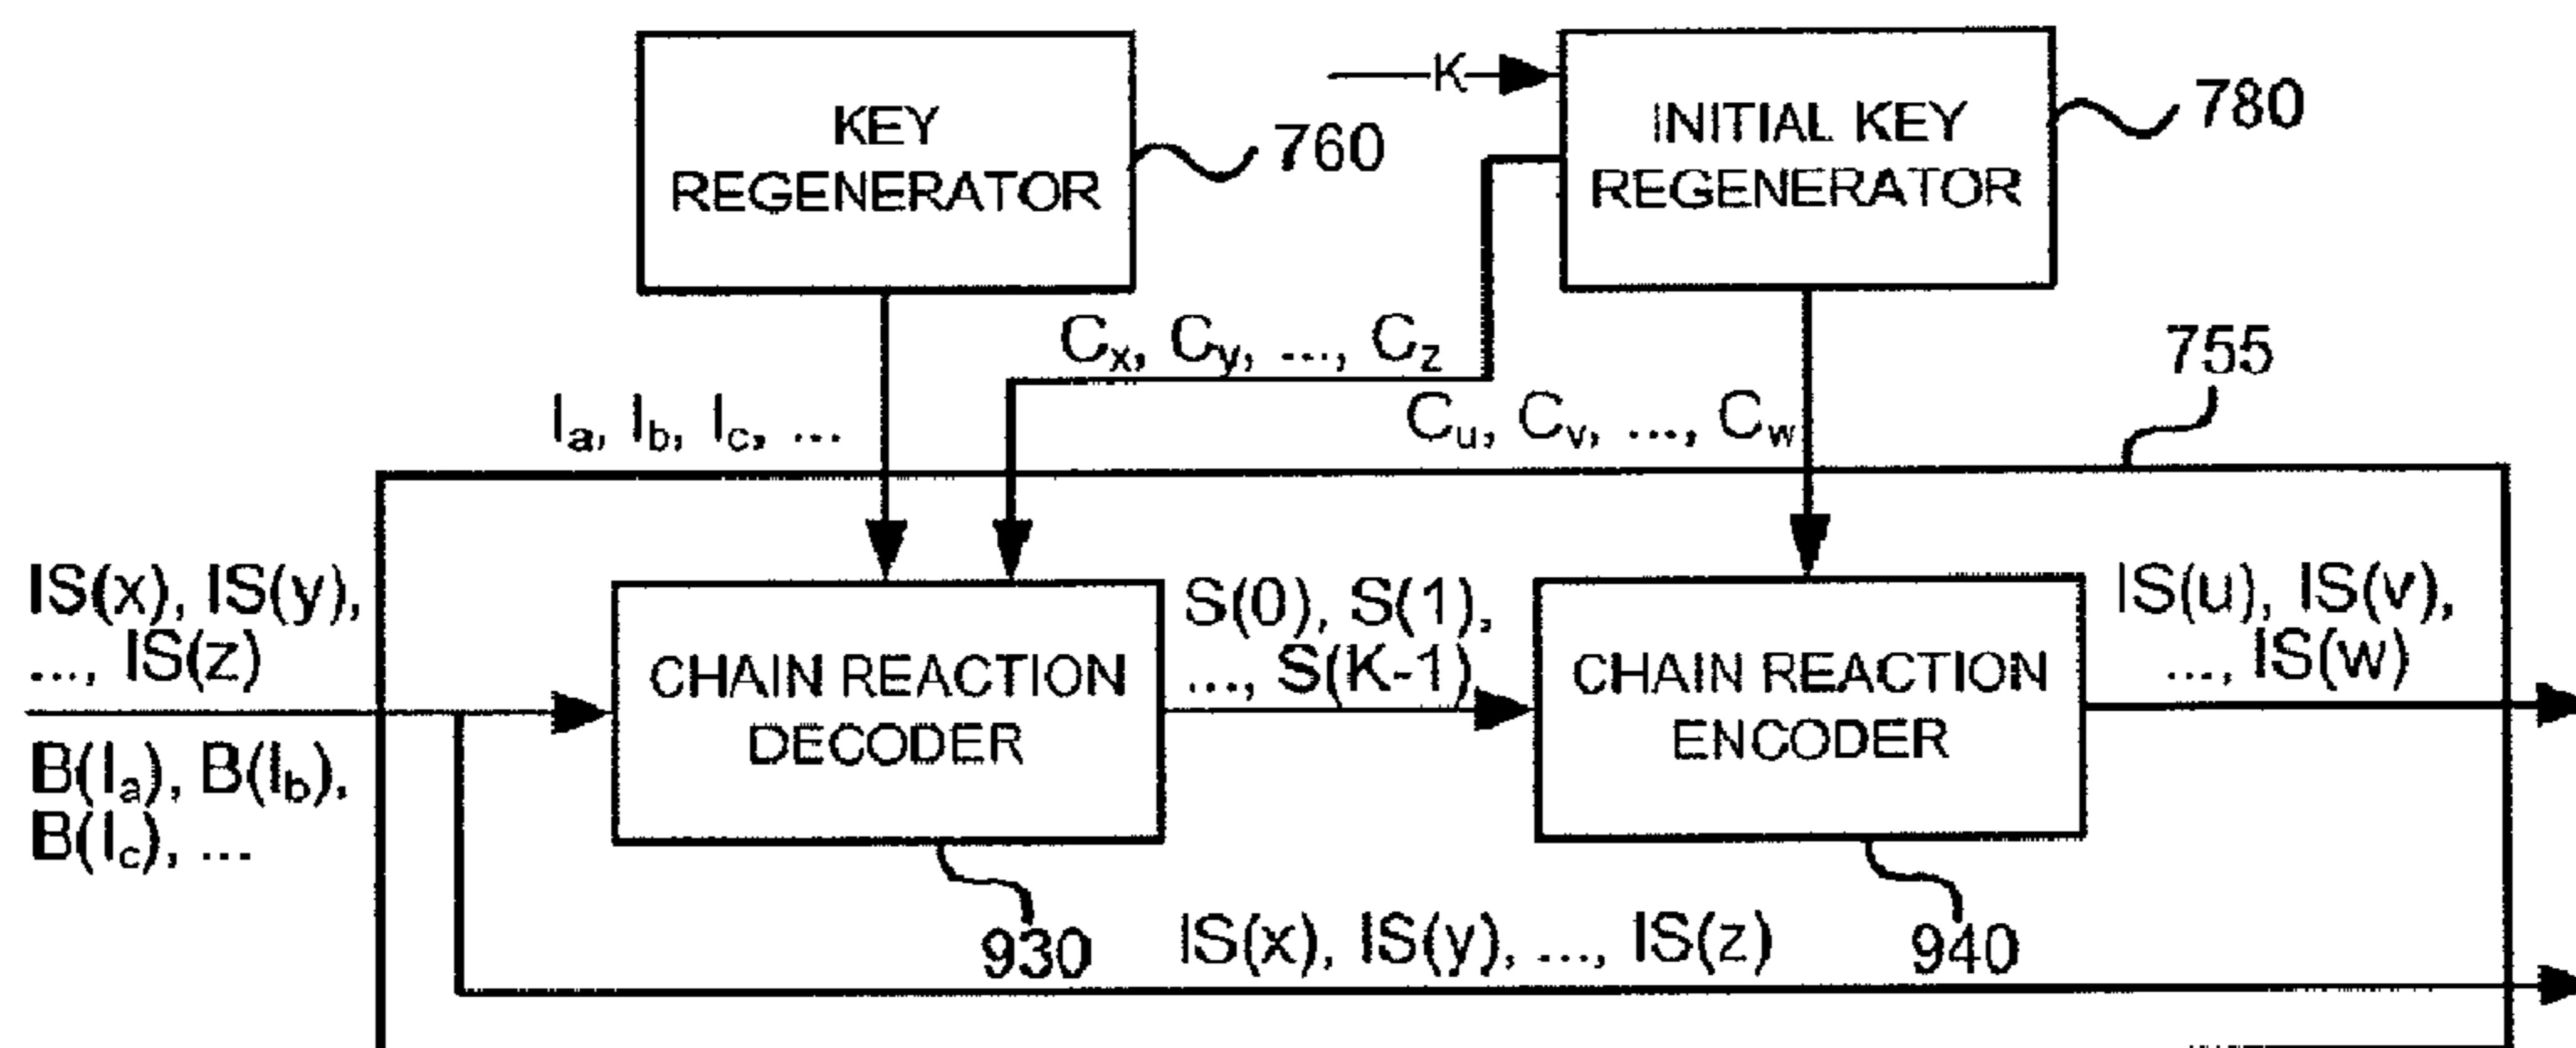 KEY
REGENERATOR
760
K
INITIAL KEY
REGENERATOR
780
Cx, Cy, ..., Cz
Ia, Ib, Ic, ...
Cu, Cv, ..., Cw
755
IS(x), IS(y),
..., IS(z)
B(Ia), B(Ib),
B(Ic), ...
CHAIN REACTION
DECODER
930
S(0), S(1),
..., S(K-1)
CHAIN REACTION
ENCODER
940
IS(u), IS(v),
..., IS(w)
IS(x), IS(y), ..., IS(z)